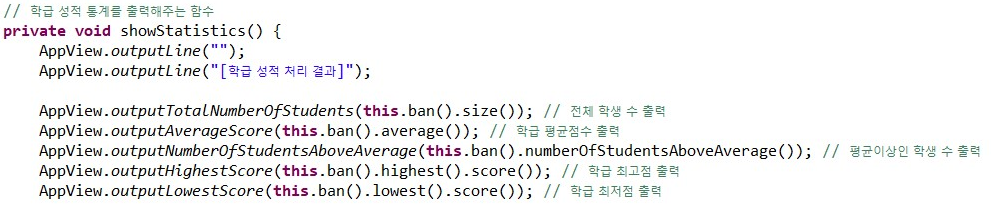 // 학급 성적 통계를 출력해주는 함수
private void showStatistics() {
    AppView.outputLine("");
    AppView.outputLine("[학급 성적 처리 결과]");

    AppView.outputTotalNumberOfStudents(this.ban().size()); // 전체 학생 수 출력
    AppView.outputAverageScore(this.ban().average()); // 학급 평균점수 출력
    AppView.outputNumberOfStudentsAboveAverage(this.ban().numberOfStudentsAboveAverage()); // 평균이상인 학생 수 출력
    AppView.outputHighestScore(this.ban().highest().score()); // 학급 최고점 출력
    AppView.outputLowestScore(this.ban().lowest().score()); // 학급 최저점 출력